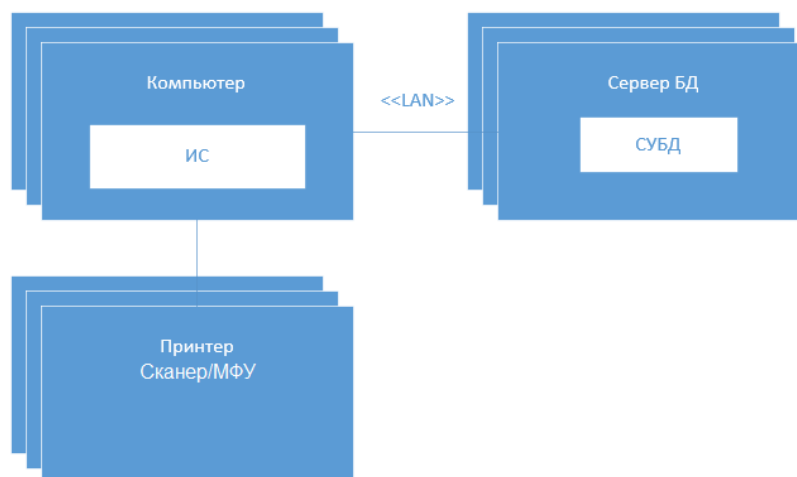 Компьютер
ИС
<<LAN>>
Сервер БД
СУБД
Принтер
Сканер/МФУ